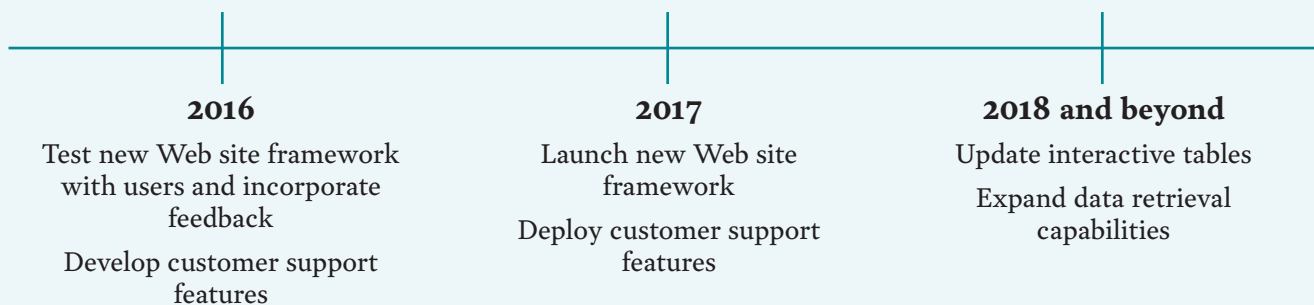 2016
Test new Web site framework
with users and incorporate
feedback
Develop customer support
features
2017
Launch new Web site
framework
Deploy customer support
features
2018 and beyond
Update interactive tables
Expand data retrieval
capabilities